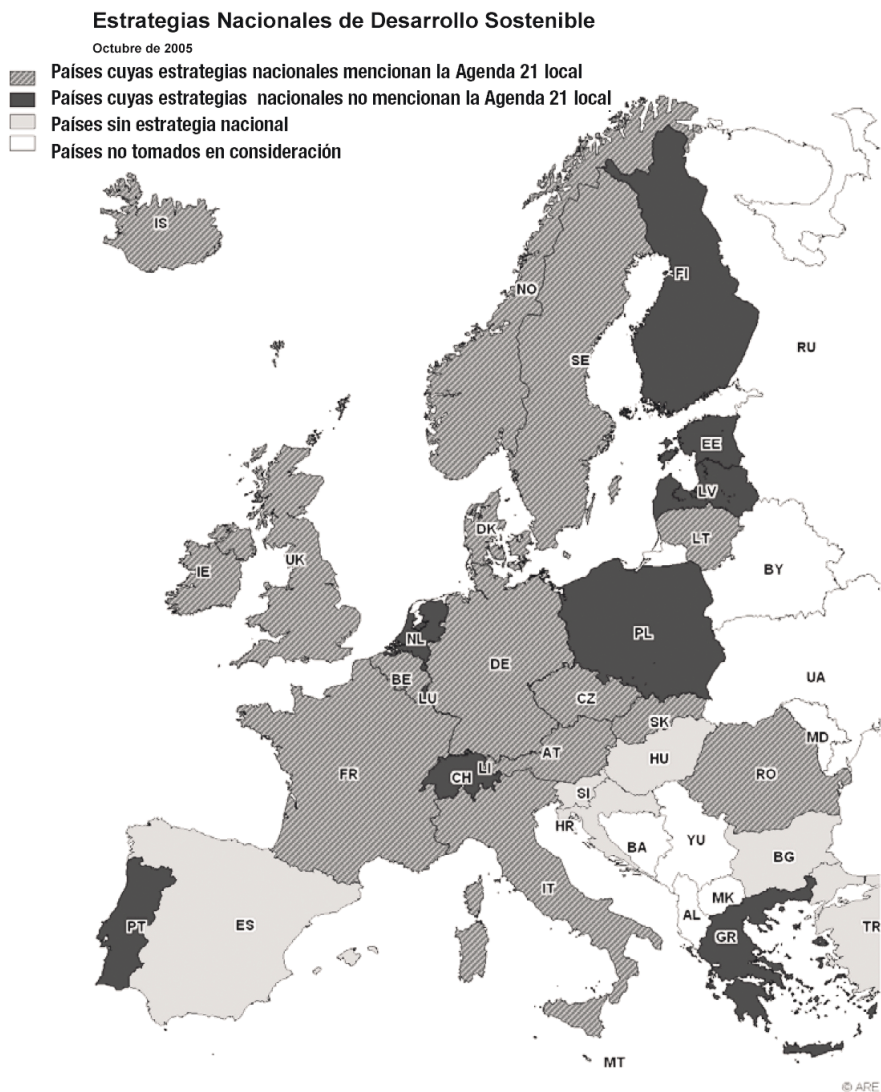 Estrategias Nacionales de Desarrollo Sostenible
Octubre de 2005
Países cuyas estrategias nacionales mencionan la Agenda 21 local
Países cuyas estrategias nacionales no mencionan la Agenda 21 local
Países sin estrategia nacional
Países no tomados en consideración
IS
NO
FI
SE
RU
EE
LV
LT
DK
UK
IE
BY
NL
PL
DE
BE
LU
CZ
UA
SK
MD
AT
HU
FR
CH
LI
RO
SI
HR
BA
YU
BG
IT
MK
AL
PT
ES
GR
TR
MT
© ARE